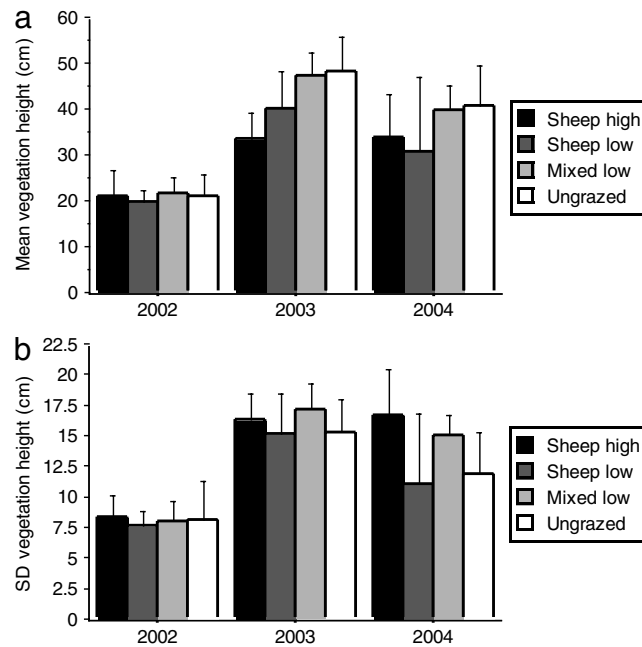 a
Mean vegetation height (cm)
60
50
40
30
20
10
0
2002 2003 2004
Sheep high
Sheep low
Mixed low
Ungrazed
b
SD vegetation height (cm)
22.5
20
17.5
15
12.5
10
7.5
5
2.5
0
2002 2003 2004
Sheep high
Sheep low
Mixed low
Ungrazed